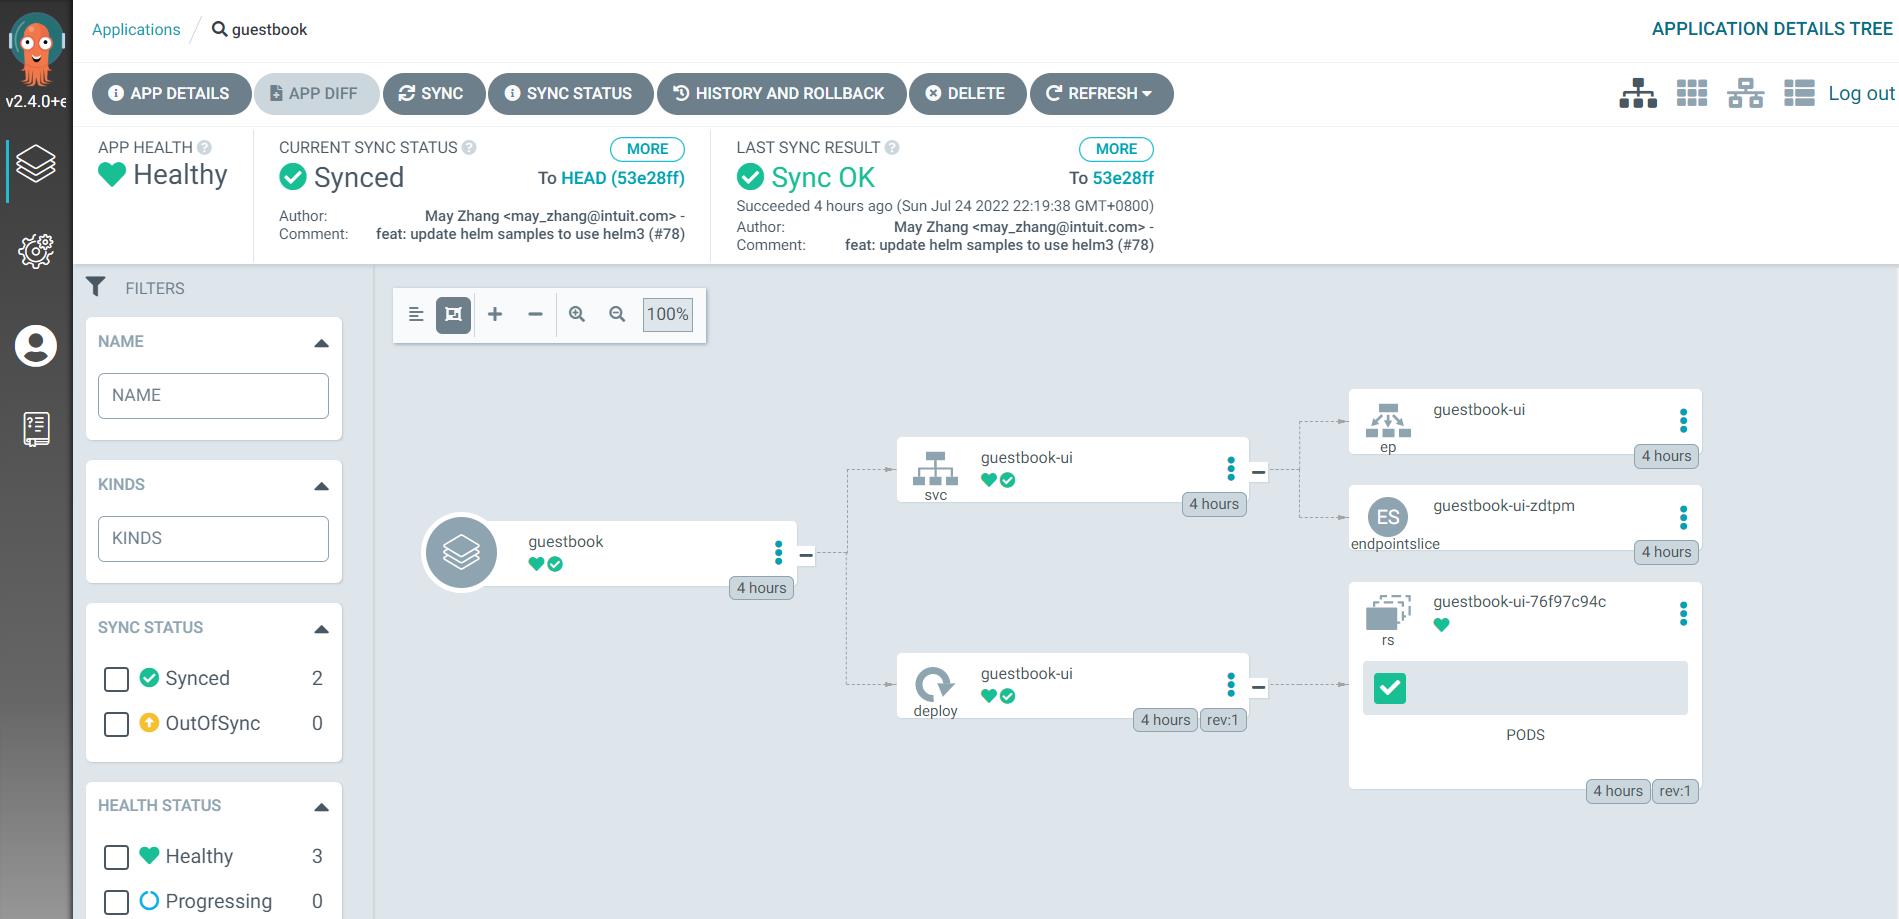 Applications / guestbook
APPLICATION DETAILS TREE
v2.4.0+e
APP DETAILS
APP DIFF
SYNC
SYNC STATUS
HISTORY AND ROLLBACK
DELETE
REFRESH
Log out
APP HEALTH
Healthy
CURRENT SYNC STATUS
MORE
Synced
To HEAD (53e28ff)
Author: May Zhang <may_zhang@intuit.com> -
Comment: feat: update helm samples to use helm3 (#78)
LAST SYNC RESULT
MORE
Sync OK
To 53e28ff
Succeeded 4 hours ago (Sun Jul 24 2022 22:19:38 GMT+0800)
Author: May Zhang <may_zhang@intuit.com> -
Comment: feat: update helm samples to use helm3 (#78)
FILTERS
NAME
NAME
KINDS
KINDS
SYNC STATUS
Synced 2
OutOfSync 0
HEALTH STATUS
Healthy 3
Progressing 0
100%
guestbook
4 hours
guestbook-ui
svc
4 hours
guestbook-ui
deploy
4 hours rev:1
guestbook-ui
ep
4 hours
ES
guestbook-ui-zdtpm
endpointslice
4 hours
guestbook-ui-76f97c94c
rs
PODS
4 hours rev:1